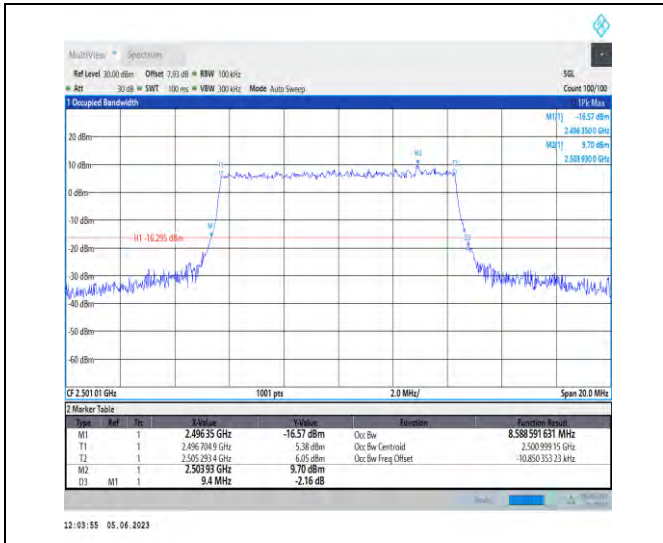 MultiView Spectrum
Ref Level 30.00 dBm Offset 7.93 dB RBW 100 kHz SGL
Att 30 dB SWT 100 ms VBW 300 kHz Mode Auto Sweep Count 100/100
1 Occupied Bandwidth 1Pk Max
M1[1] -16.57 dBm
2.496 350 0 GHz
M2[1] 9.70 dBm
2.503 930 0 GHz
20 dBm
M2
10 dBm
T1 T2
0 dBm
-10 dBm
M1
H1 -16.295 dBm
D3
-20 dBm
-30 dBm
-40 dBm
-50 dBm
-60 dBm
CF 2.501 01 GHz 1001 pts 2.0 MHz/ Span 20.0 MHz
2 Marker Table
Type Ref Trc X-Value Y-Value Function Function Result
M1 1 2.496 35 GHz -16.57 dBm Occ Bw 8.588 591 631 MHz
T1 1 2.496 704 9 GHz 5.38 dBm Occ Bw Centroid 2.500 999 15 GHz
T2 1 2.505 293 4 GHz 6.05 dBm Occ Bw Freq Offset -10.850 353 23 kHz
M2 1 2.503 93 GHz 9.70 dBm
D3 M1 1 9.4 MHz -2.16 dB
12:03:55 05.06.2023